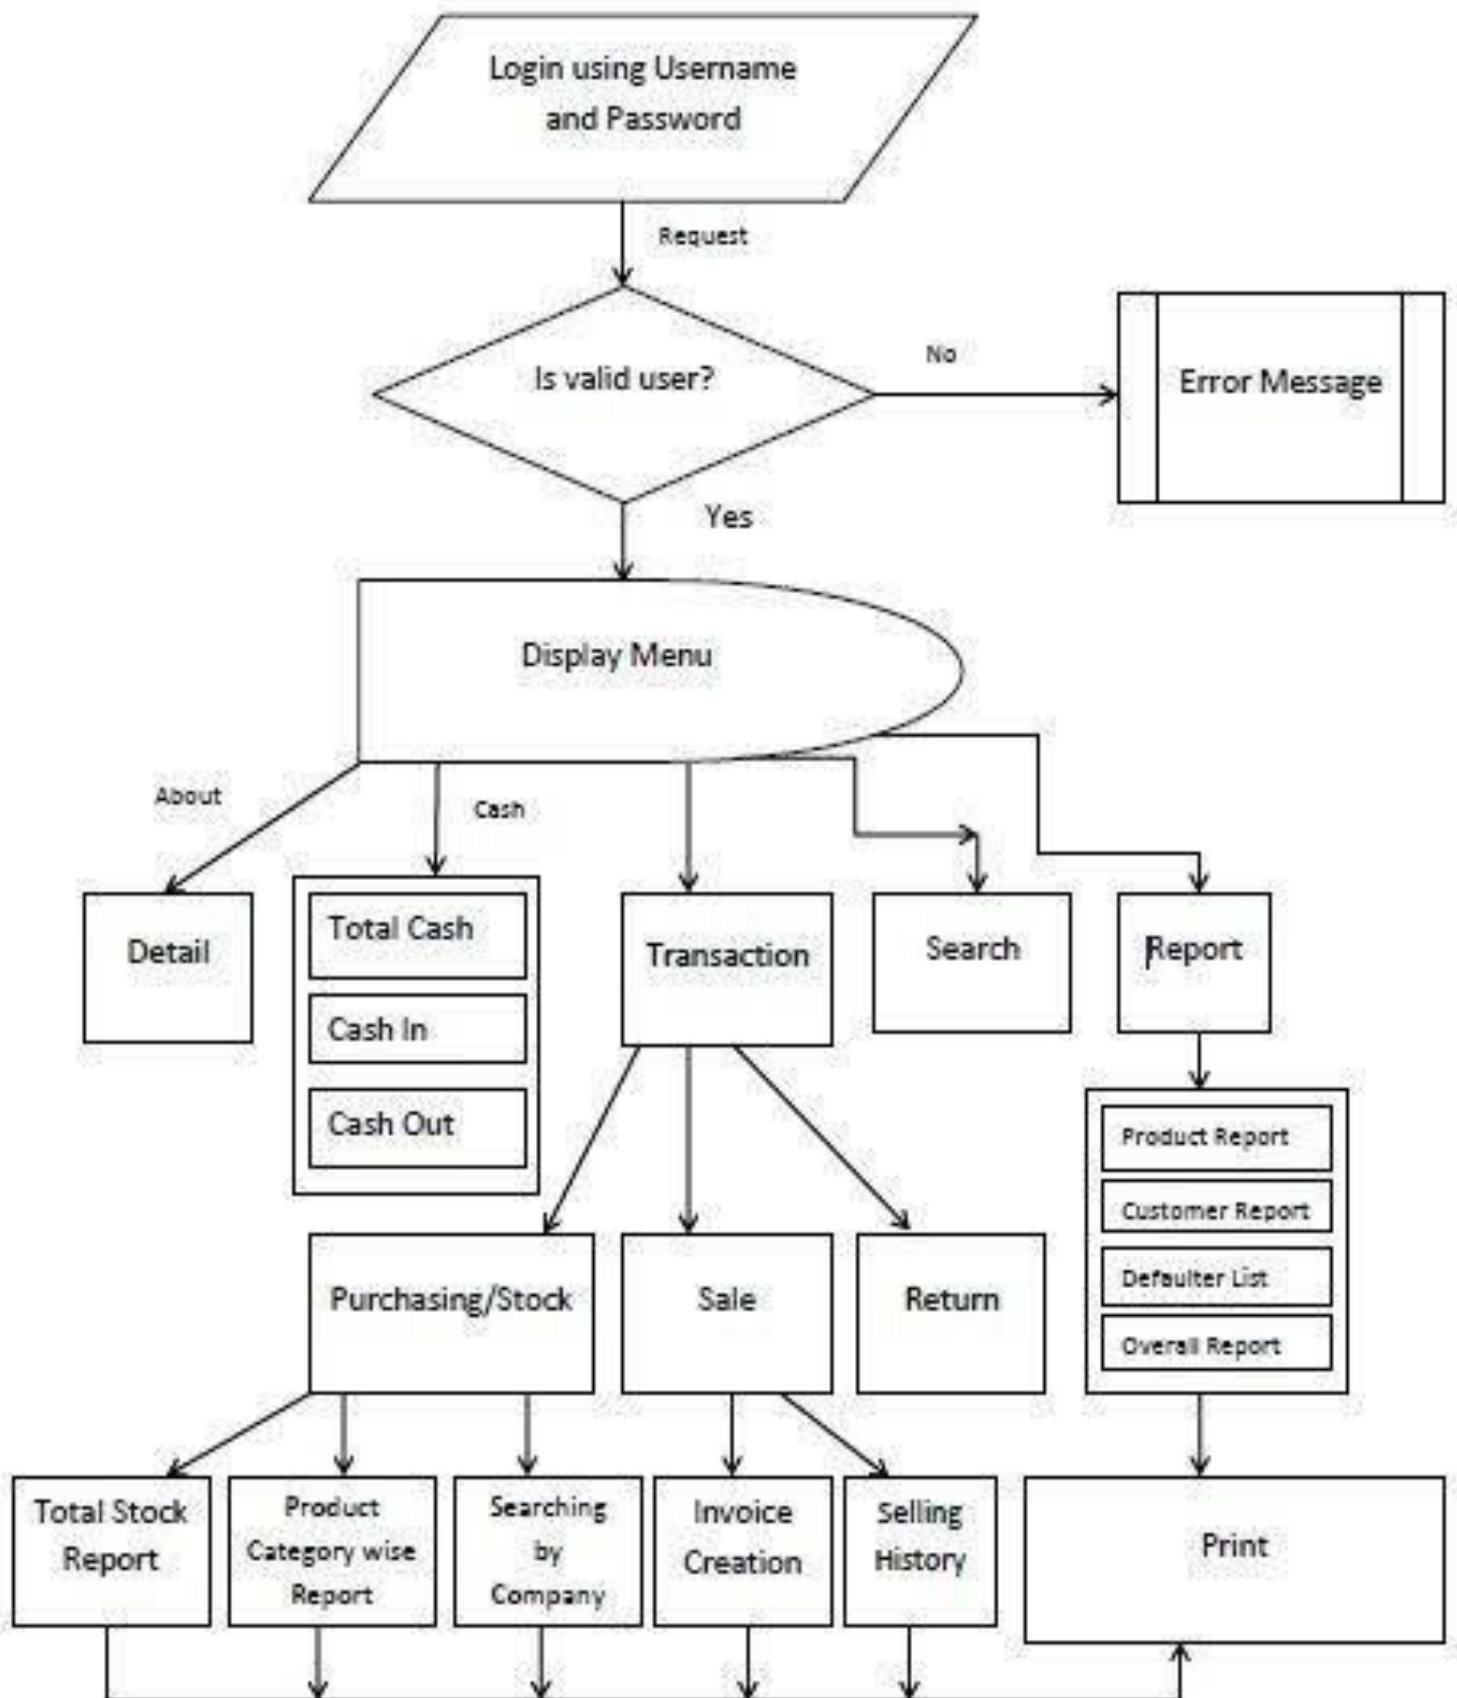 Login using Username
and Password
Request
Is valid user?
No
Error Message
Yes
Display Menu
About
Cash
Detail
Total Cash
Cash In
Cash Out
Transaction
Search
Report
Product Report
Customer Report
Defaulter List
Overall Report
Purchasing/Stock
Sale
Return
Total Stock
Report
Product
Category wise
Report
Searching
by
Company
Invoice
Creation
Selling
History
Print